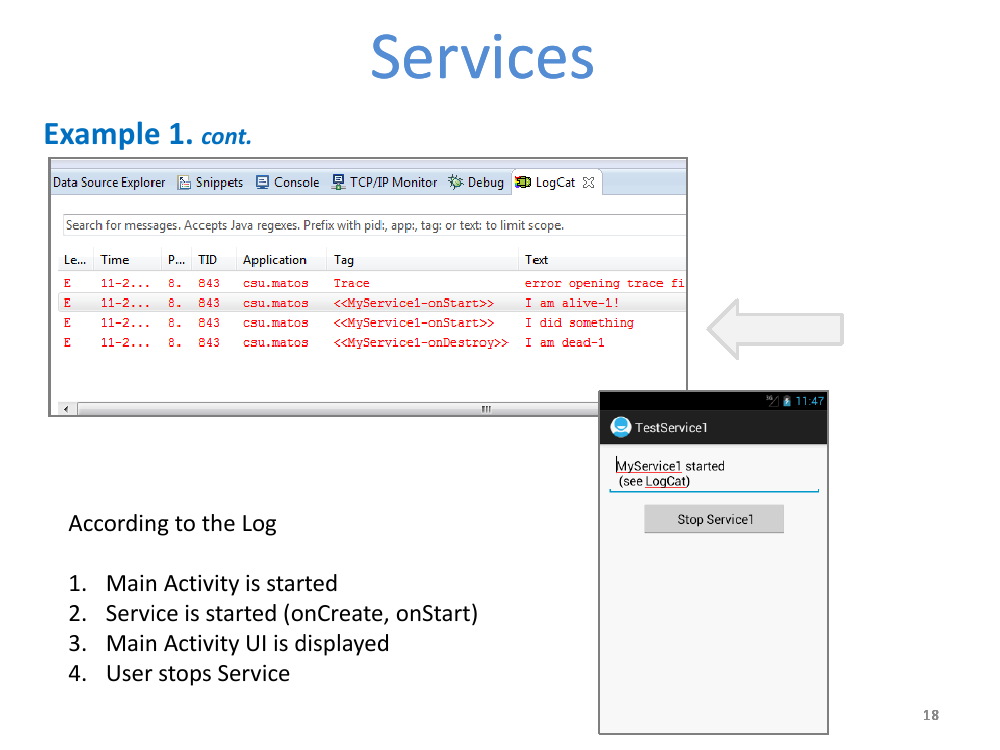 Services
Example 1. cont.
Data Source Explorer Snippets Console TCP/IP Monitor Debug LogCat
Search for messages. Accepts Java regexes. Prefix with pid:, app:, tag: or text: to limit scope.
Le... Time P... TID Application Tag Text
E 11-2... 8. 843 csu.matos Trace error opening trace fi
E 11-2... 8. 843 csu.matos <<MyService1-onStart>> I am alive-1!
E 11-2... 8. 843 csu.matos <<MyService1-onStart>> I did something
E 11-2... 8. 843 csu.matos <<MyService1-onDestroy>> I am dead-1
3G 11:47
TestService1
MyService1 started
(see LogCat)
Stop Service1
According to the Log
1. Main Activity is started
2. Service is started (onCreate, onStart)
3. Main Activity UI is displayed
4. User stops Service
18